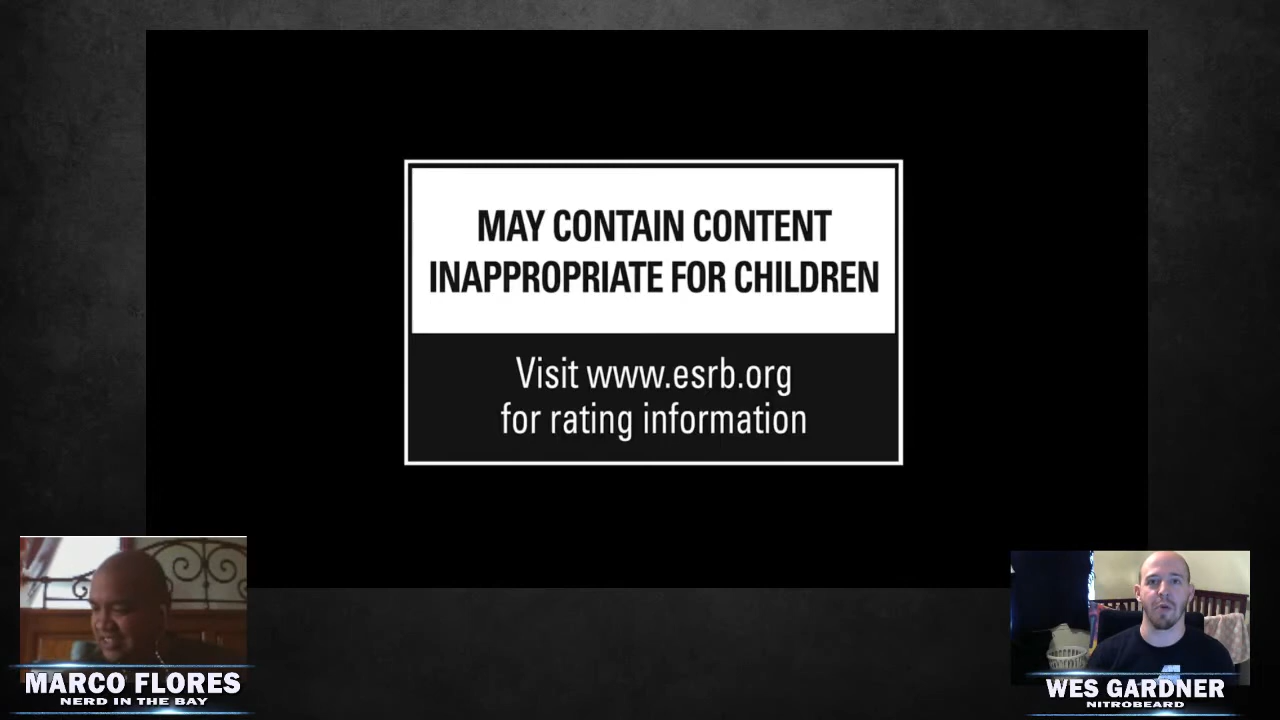 MAY CONTAIN CONTENT
INAPPROPRIATE FOR CHILDREN
Visit www.esrb.org
for rating information
MARCO FLORES
NERD IN THE BAY
WES GARDNER
NITROBEARD